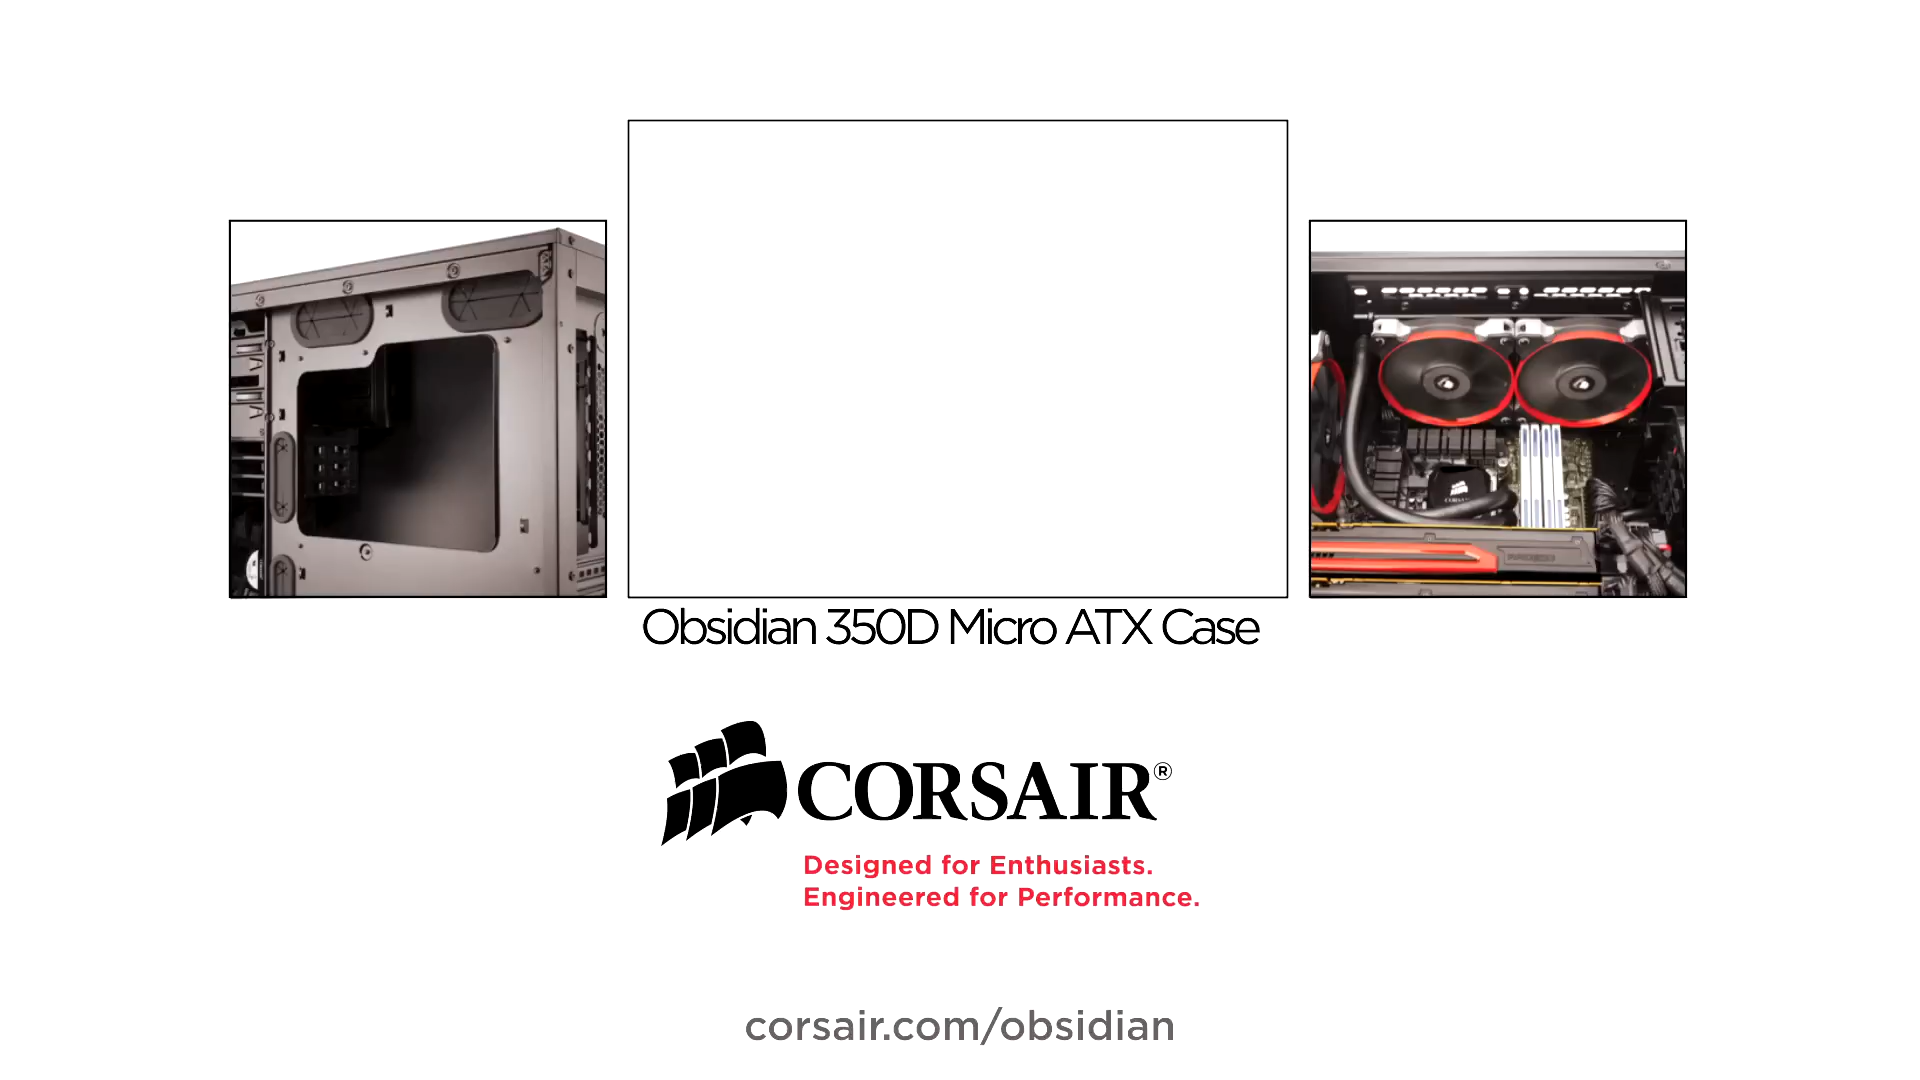 Obsidian 350D Micro ATX Case
CORSAIR®
Designed for Enthusiasts.
Engineered for Performance.
corsair.com/obsidian